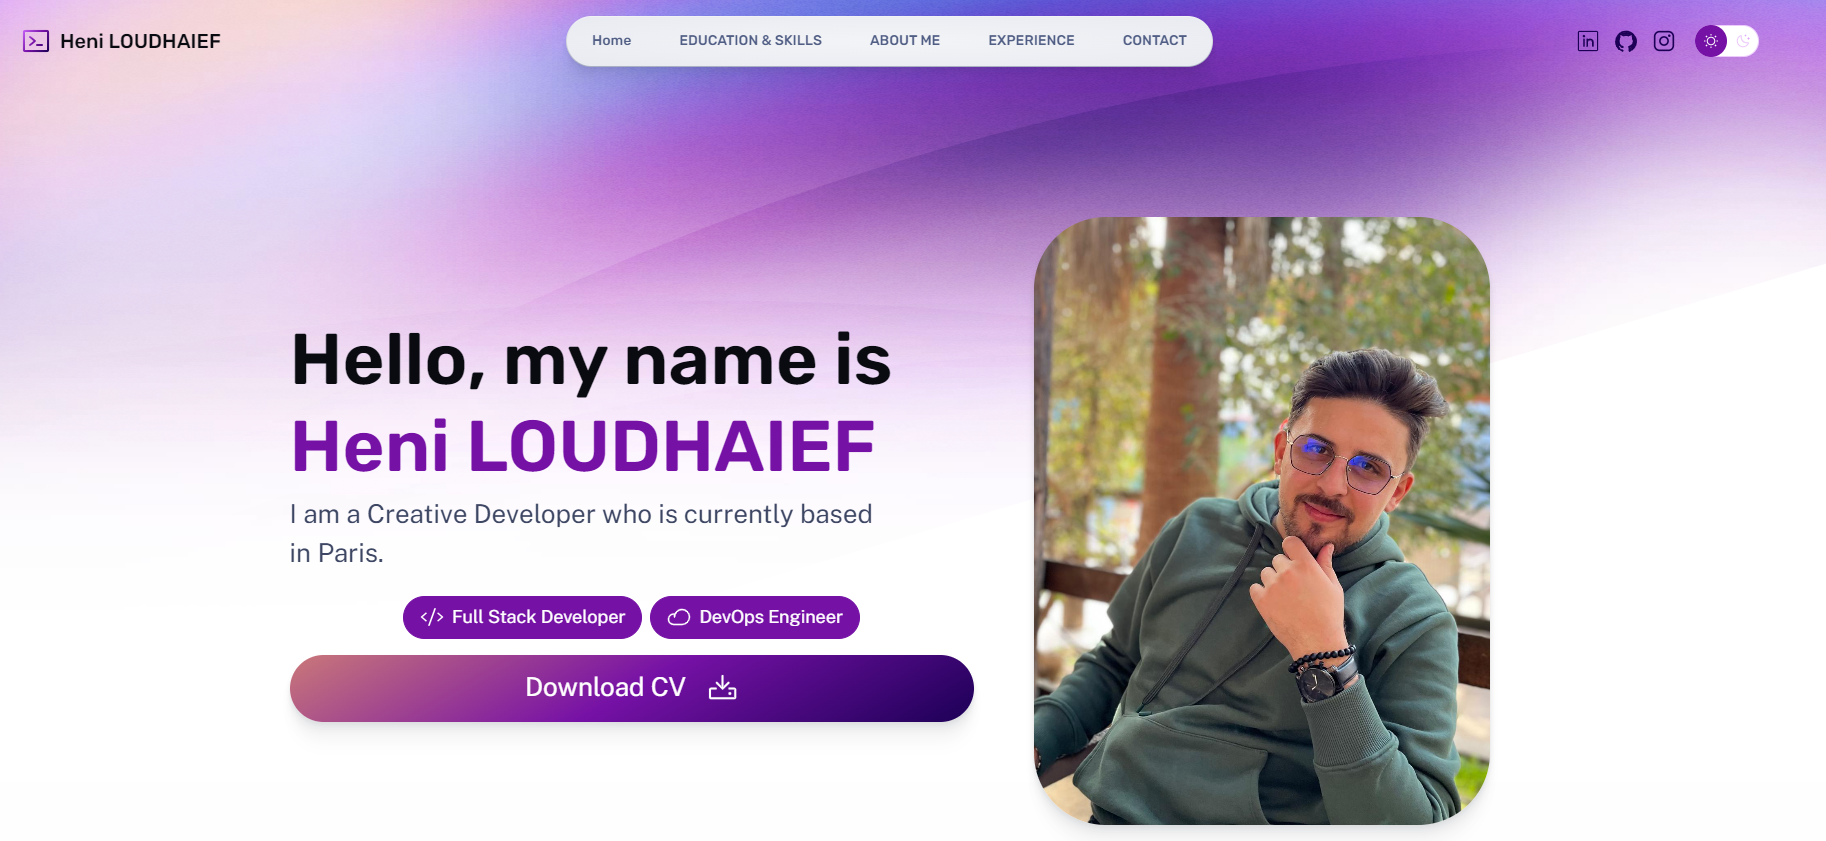 Heni LOUDHAIEF
Home EDUCATION & SKILLS ABOUT ME EXPERIENCE CONTACT
in
Hello, my name is
Heni LOUDHAIEF
I am a Creative Developer who is currently based
in Paris.
</> Full Stack Developer DevOps Engineer
Download CV